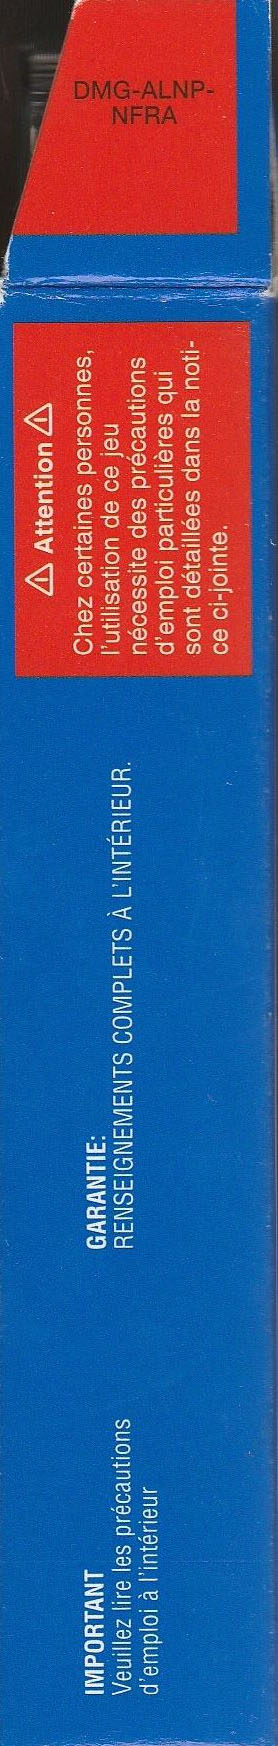 DMG-ALNP-
NFRA
⚠ Attention ⚠
Chez certaines personnes,
l'utilisation de ce jeu
nécessite des précautions
d'emploi particulières qui
sont détaillées dans la noti-
ce ci-jointe.
GARANTIE:
RENSEIGNEMENTS COMPLETS À L'INTÉRIEUR.
IMPORTANT
Veuillez lire les précautions
d'emploi à l'intérieur